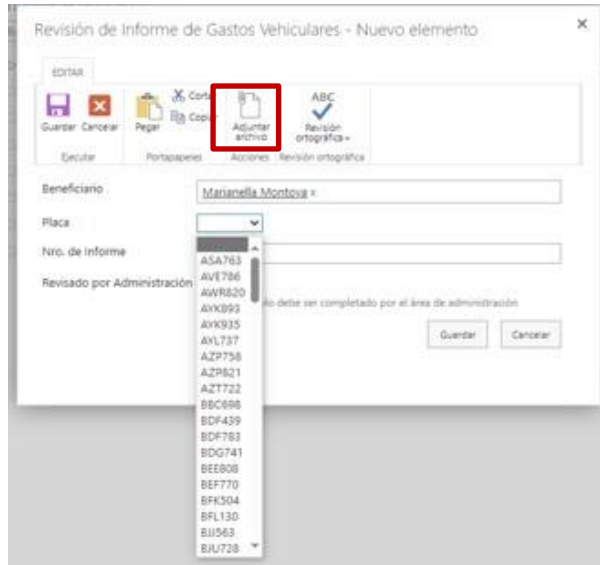 Revisión de Informe de Gastos Vehiculares - Nuevo elemento
×
EDITAR
Guardar Cancelar
Pegar
Cortar
Copiar
Adjuntar archivo
ABC
Revisión ortográfica
Ejecutar
Portapapeles
Acciones
Revisión ortográfica
Beneficiario
Marianella Montoya x
Placa
Nro. de Informe
Revisado por Administración
debe ser completado por el área de administración
Guardar
Cancelar
ASA763
AVE786
AWR820
AYK893
AYK935
AYL737
AZP758
AZP821
AZT722
BBC698
BDF439
BDF783
BDG741
BEE808
BEF770
BFK504
BFL130
BJJ563
BJU728